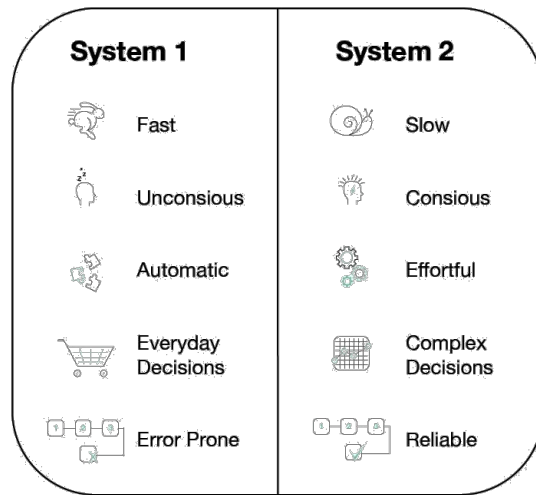 System 1
Fast
Unconsious
Automatic
Everyday
Decisions
Error Prone
System 2
Slow
Consious
Effortful
Complex
Decisions
Reliable